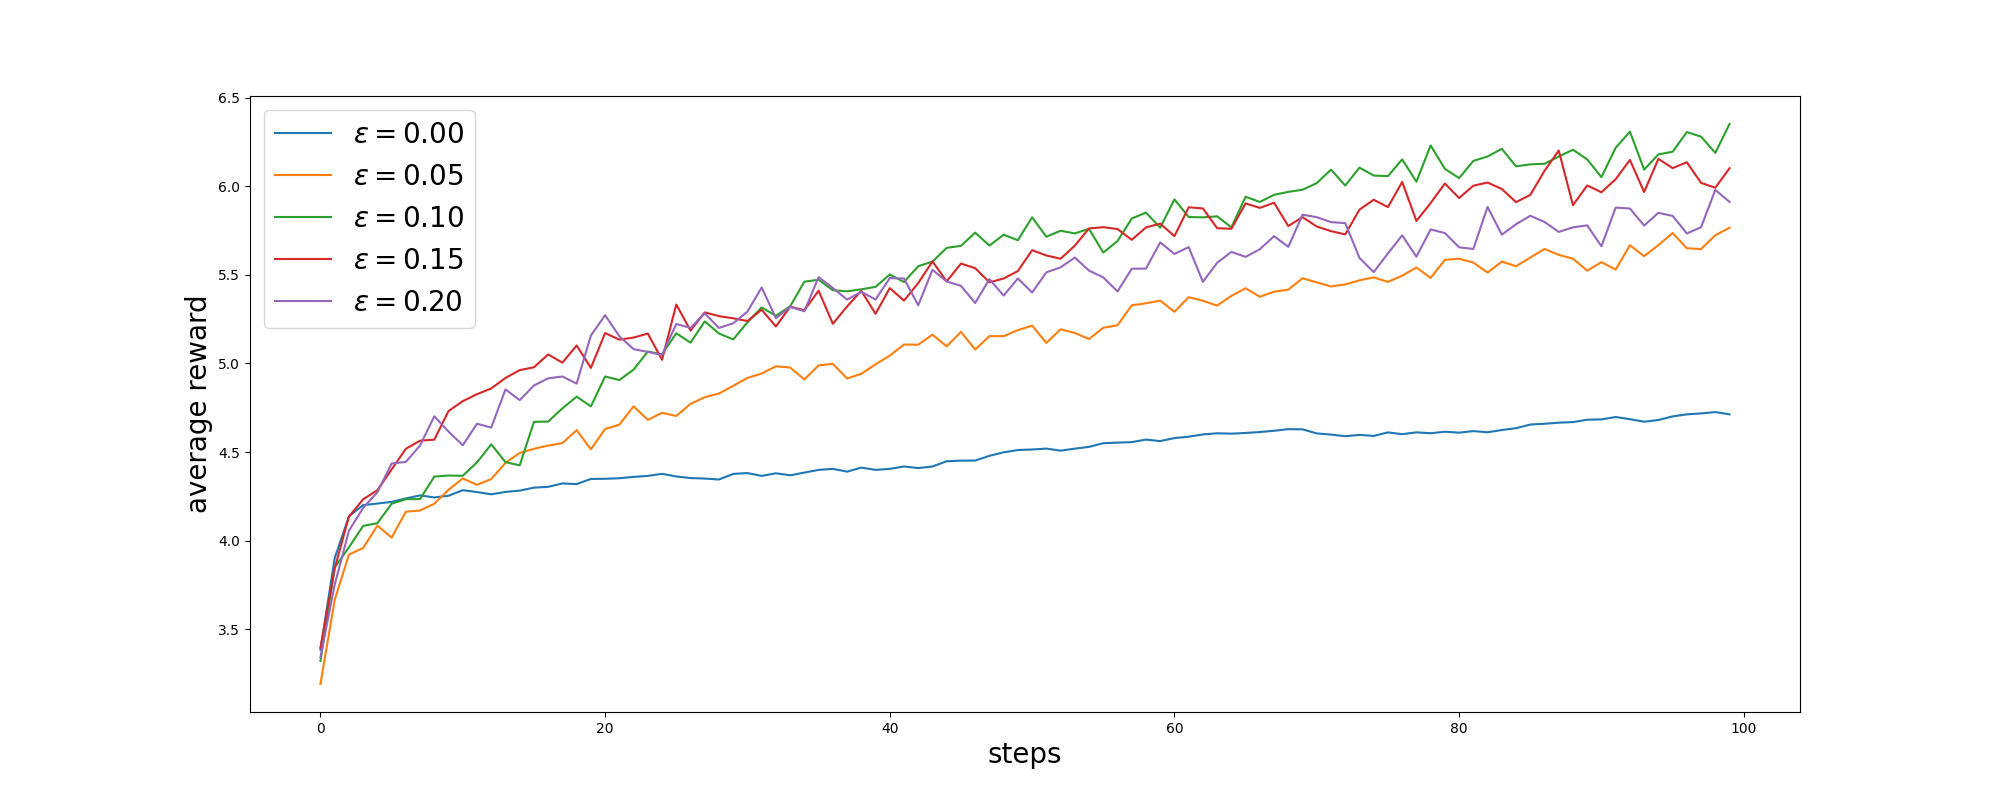 6.5
6.0
5.5
5.0
4.5
4.0
3.5
average reward
ε = 0.00
ε = 0.05
ε = 0.10
ε = 0.15
ε = 0.20
0 20 40 60 80 100
steps